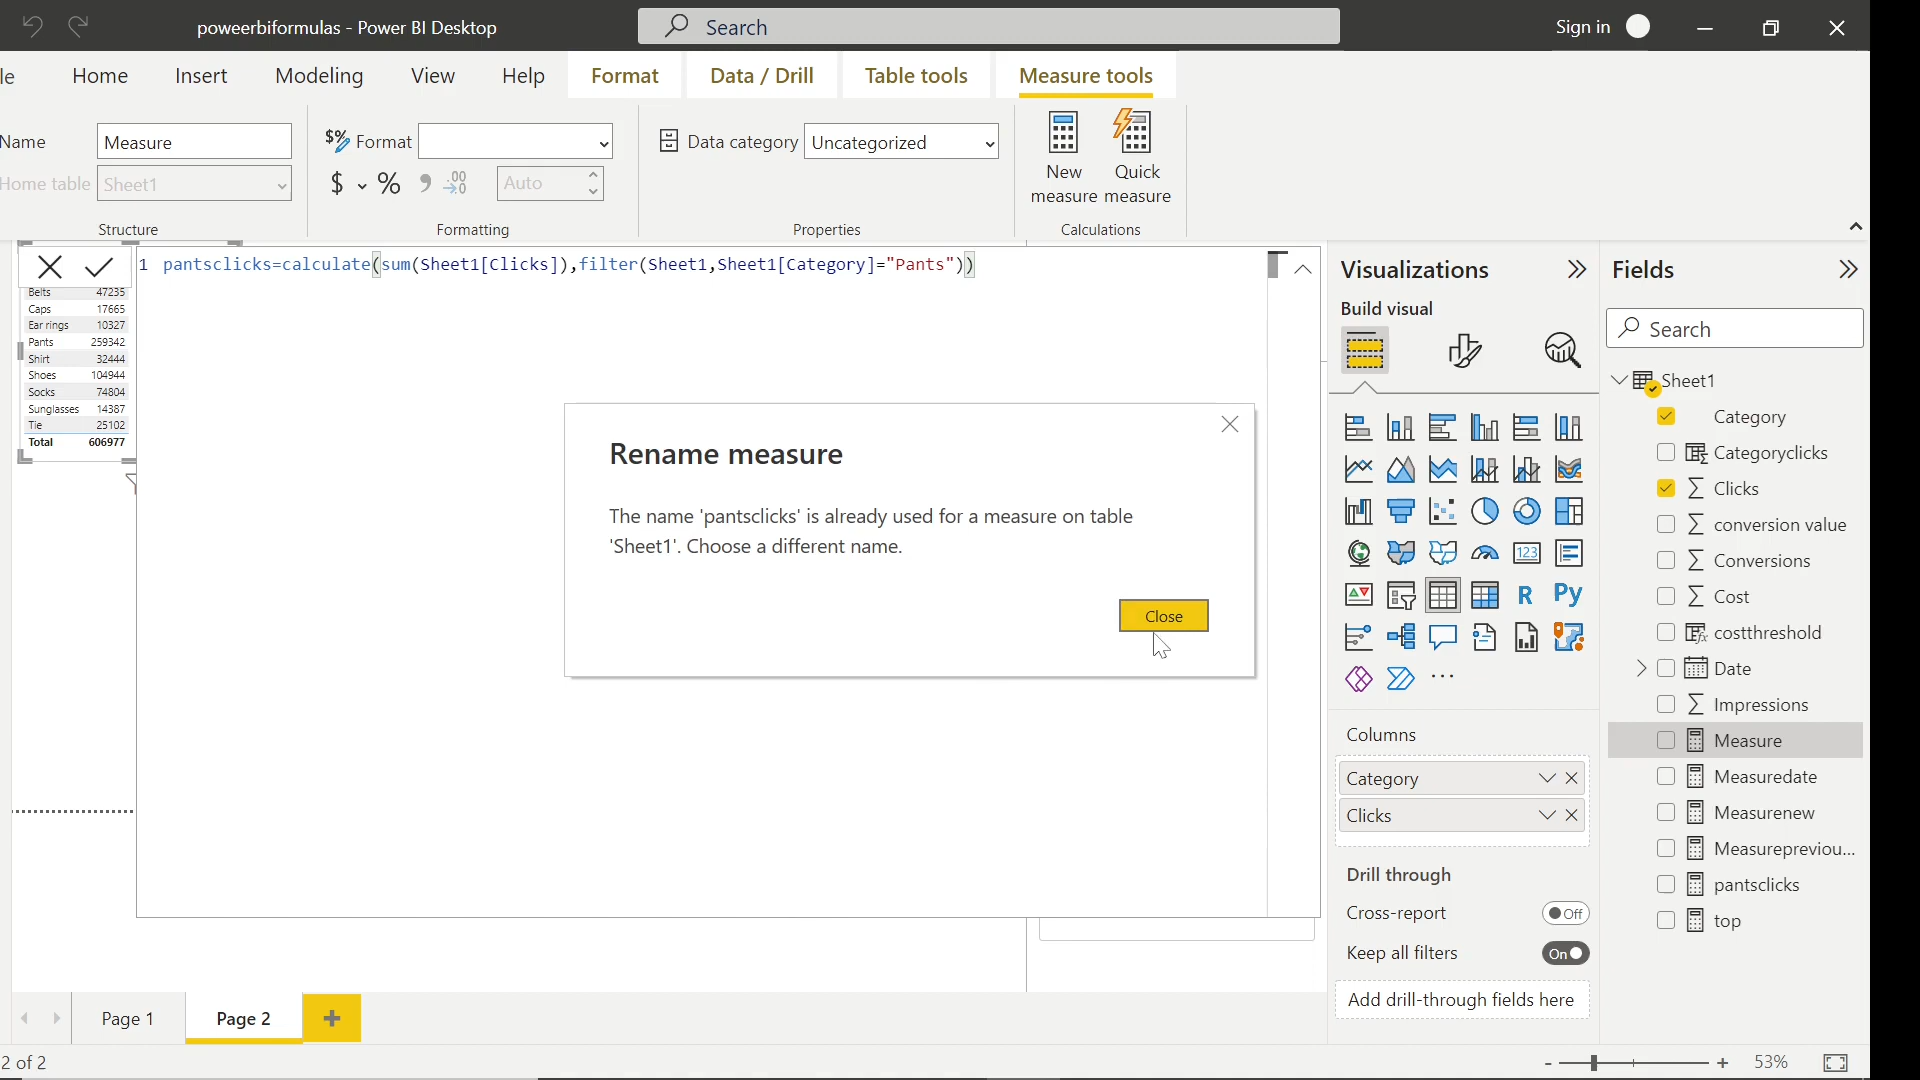 poweerbiformulas - Power BI Desktop
Search
Sign in
le
Home
Insert
Modeling
View
Help
Format
Data / Drill
Table tools
Measure tools
Name
Measure
Home table
Sheet1
Structure
$% Format
$ % 9 .00
Auto
Formatting
Data category
Uncategorized
Properties
New
measure
Quick
measure
Calculations
1 pantsclicks=calculate(sum(Sheet1[Clicks]),filter(Sheet1,Sheet1[Category]="Pants"))
Belts 47235
Caps 17665
Ear rings 10327
Pants 259342
Shirt 32444
Shoes 104944
Socks 74804
Sunglasses 14387
Tie 25102
Total 606977
Rename measure
The name 'pantsclicks' is already used for a measure on table
'Sheet1'. Choose a different name.
Close
Visualizations
Build visual
123
R
Py
...
Columns
Category
Clicks
Drill through
Cross-report
Off
Keep all filters
On
Add drill-through fields here
Fields
Search
Sheet1
Category
Categoryclicks
Clicks
conversion value
Conversions
Cost
costthreshold
Date
Impressions
Measure
Measuredate
Measurenew
Measurepreviou...
pantsclicks
top
Page 1
Page 2
+
2 of 2
- + 53%